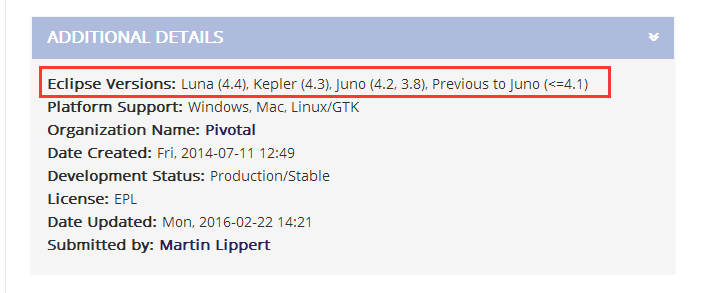 ADDITIONAL DETAILS
Eclipse Versions: Luna (4.4), Kepler (4.3), Juno (4.2, 3.8), Previous to Juno (<=4.1)
Platform Support: Windows, Mac, Linux/GTK
Organization Name: Pivotal
Date Created: Fri, 2014-07-11 12:49
Development Status: Production/Stable
License: EPL
Date Updated: Mon, 2016-02-22 14:21
Submitted by: Martin Lippert